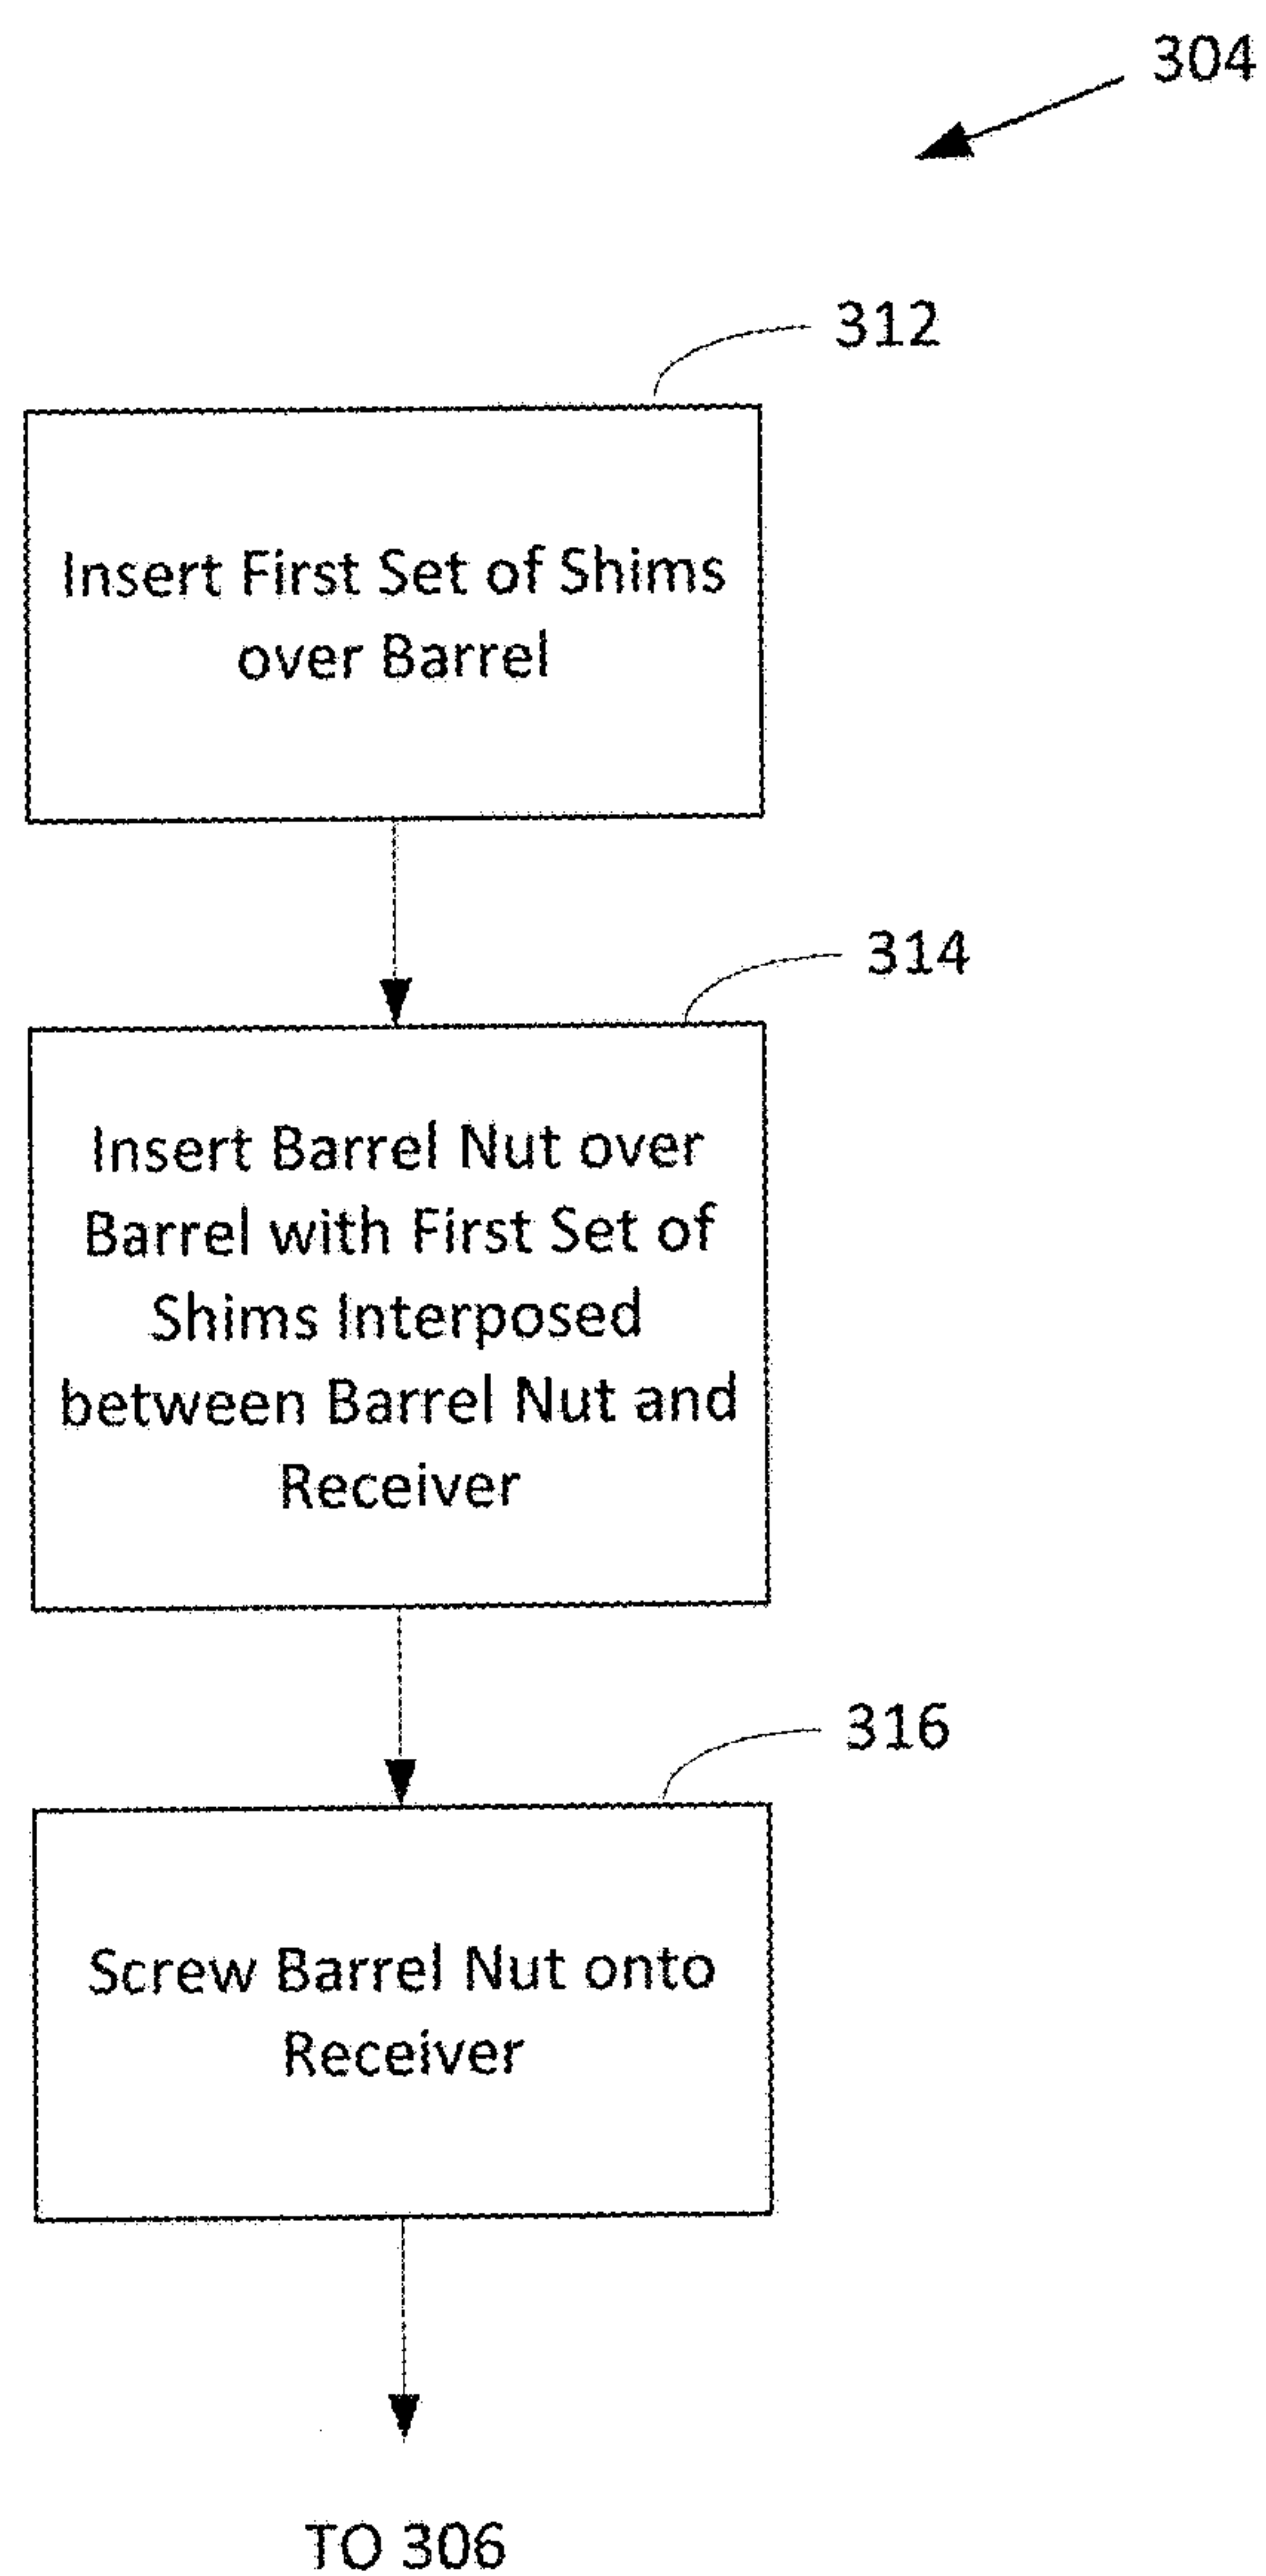 304
312
Insert First Set of Shims
over Barrel
314
Insert Barrel Nut over
Barrel with First Set of
Shims Interposed
between Barrel Nut and
Receiver
316
Screw Barrel Nut onto
Receiver
TO 306